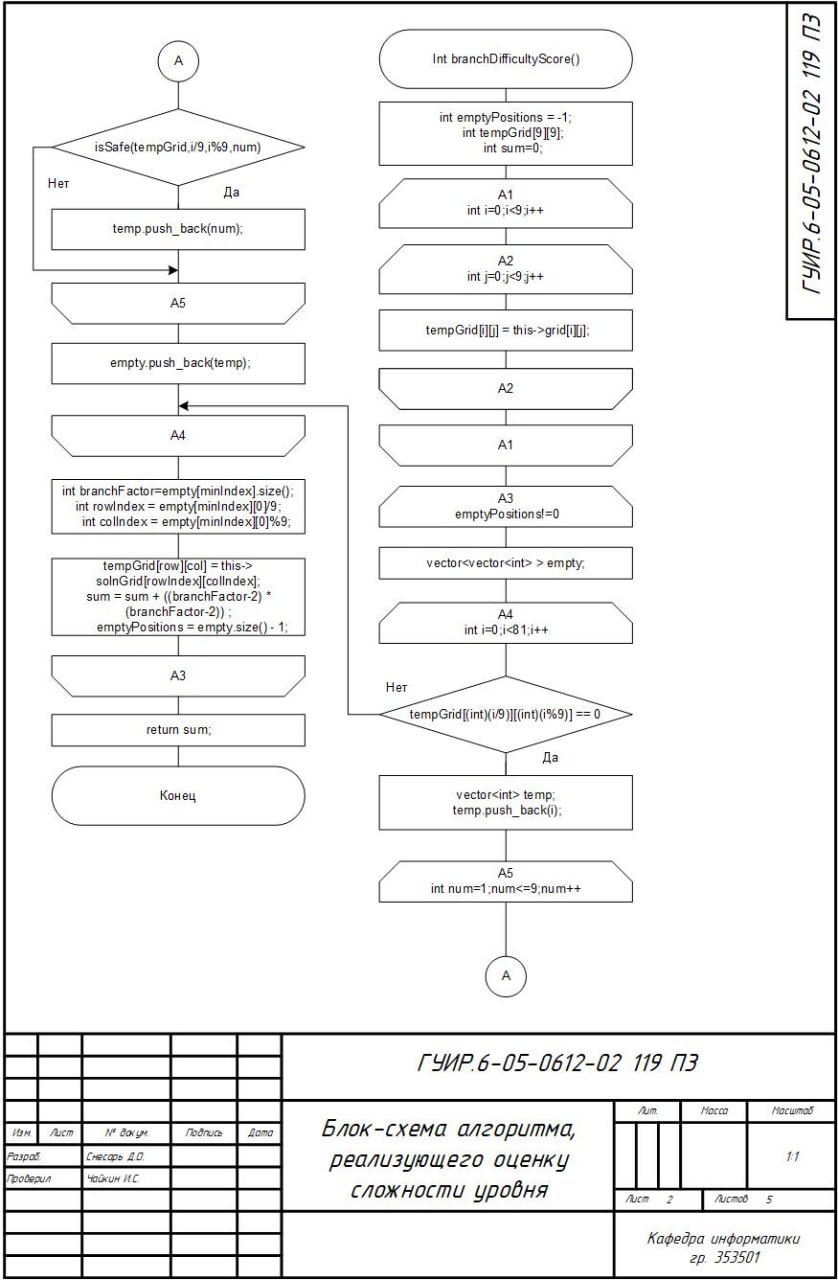 ГУИР.6-05-0612-02 119 ПЗ
A
isSafe(tempGrid,i/9,i%9,num)
Нет
Да
temp.push_back(num);
A5
empty.push_back(temp);
A4
int branchFactor=empty[minIndex].size();
int rowIndex = empty[minIndex][0]/9;
int colIndex = empty[minIndex][0]%9;
tempGrid[row][col] = this->
solnGrid[rowIndex][colIndex];
sum = sum + ((branchFactor-2) *
(branchFactor-2)) ;
emptyPositions = empty.size() - 1;
A3
return sum;
Конец
Int branchDifficultyScore()
int emptyPositions = -1;
int tempGrid[9][9];
int sum=0;
A1
int i=0;i<9;i++
A2
int j=0;j<9;j++
tempGrid[i][j] = this->grid[i][j];
A2
A1
A3
emptyPositions!=0
vector<vector<int> > empty;
A4
int i=0;i<81;i++
Нет
tempGrid[(int)(i/9)][(int)(i%9)] == 0
Да
vector<int> temp;
temp.push_back(i);
A5
int num=1;num<=9;num++
A
ГУИР.6-05-0612-02 119 ПЗ
Изм. Лист № докум. Подпись Дата
Разраб. Снесарь Д.О.
Проверил Чайкин И.С.
Блок-схема алгоритма,
реализующего оценку
сложности уровня
Лит. Масса Масштаб
1:1
Лист 2 Листов 5
Кафедра информатики
гр. 353501